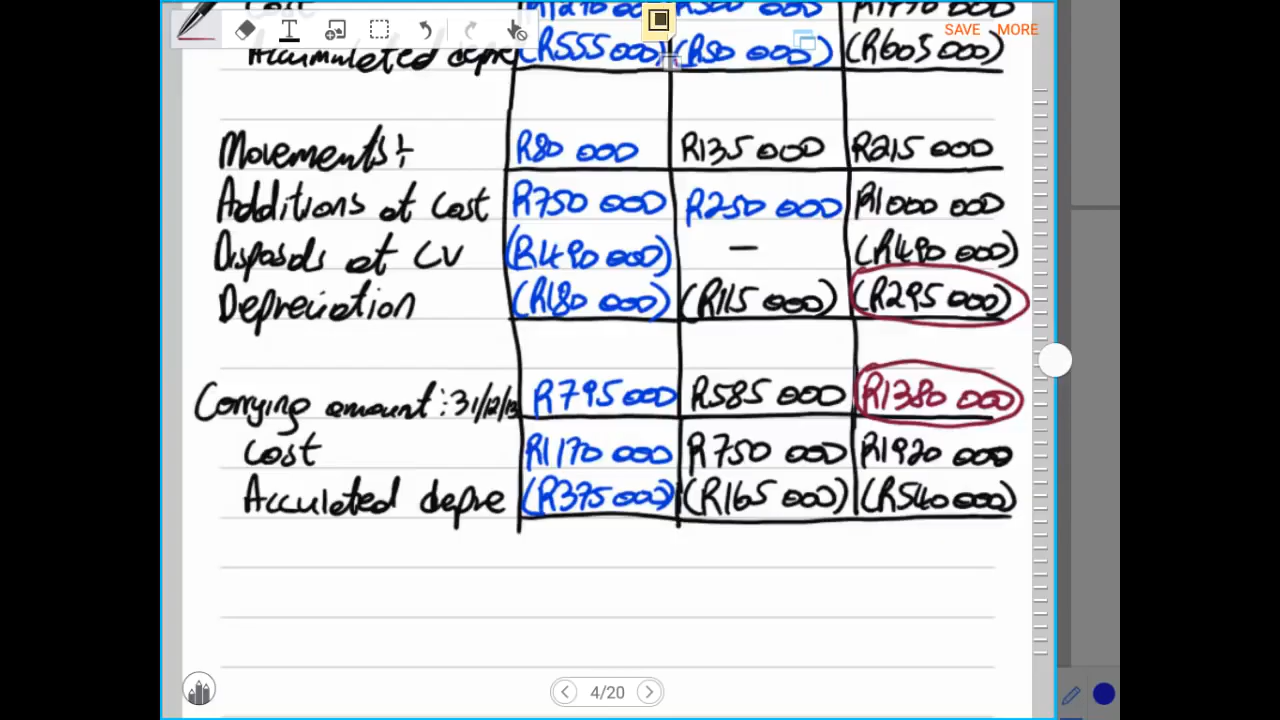 SAVE MORE
Cost
Accumulated depre (R555 000) (R50 000) (R605 000)
Movements: R80 000 R135 000 R215 000
Additions at cost R750 000 R250 000 R1 000 000
Disposals at CV (R490 000) — (R490 000)
Depreciation (R180 000) (R115 000) (R295 000)
Carrying amount: 31/12/13 R795 000 R585 000 R1 380 000
Cost R1 170 000 R750 000 R1 920 000
Acculated depre (R375 000) (R165 000) (R540 000)
4/20